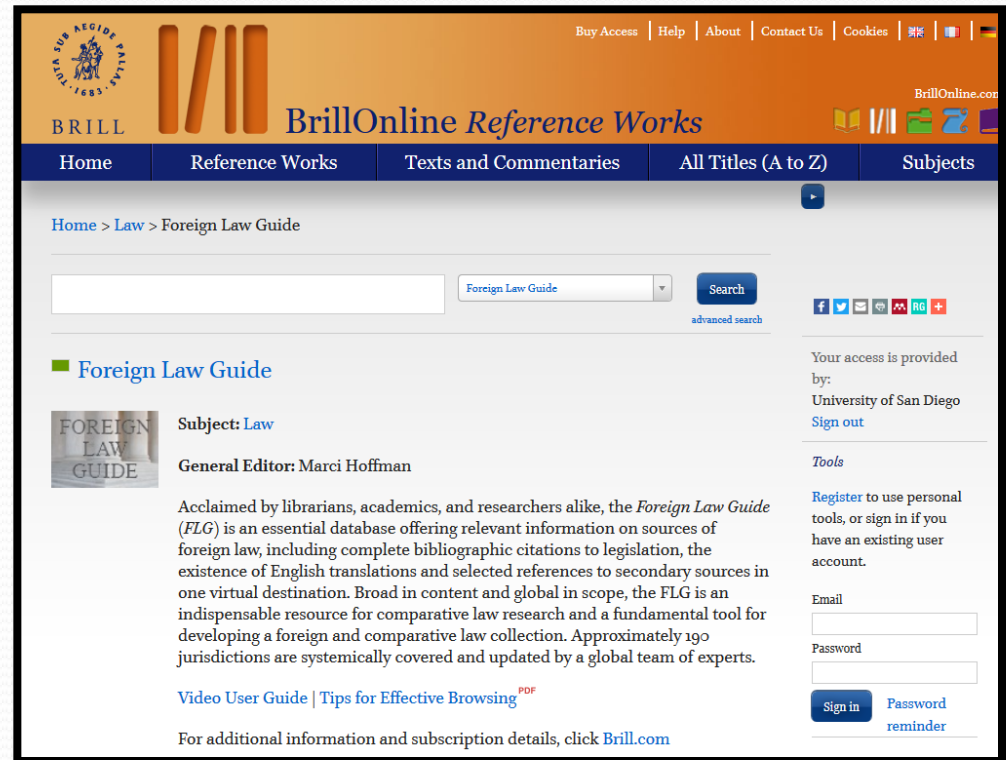 Buy Access | Help | About | Contact Us | Cookies
TUTA SUB AEGIDE PALLAS
·1683·
BRILL
BrillOnline.com
BrillOnline Reference Works
Home Reference Works Texts and Commentaries All Titles (A to Z) Subjects
Home > Law > Foreign Law Guide
Foreign Law Guide
Search
advanced search
RG
Foreign Law Guide
FOREIGN
LAW
GUIDE
Subject: Law
General Editor: Marci Hoffman
Acclaimed by librarians, academics, and researchers alike, the Foreign Law Guide
(FLG) is an essential database offering relevant information on sources of
foreign law, including complete bibliographic citations to legislation, the
existence of English translations and selected references to secondary sources in
one virtual destination. Broad in content and global in scope, the FLG is an
indispensable resource for comparative law research and a fundamental tool for
developing a foreign and comparative law collection. Approximately 190
jurisdictions are systemically covered and updated by a global team of experts.
Video User Guide | Tips for Effective Browsing PDF
For additional information and subscription details, click Brill.com
Your access is provided
by:
University of San Diego
Sign out
Tools
Register to use personal
tools, or sign in if you
have an existing user
account.
Email
Password
Sign in
Password
reminder